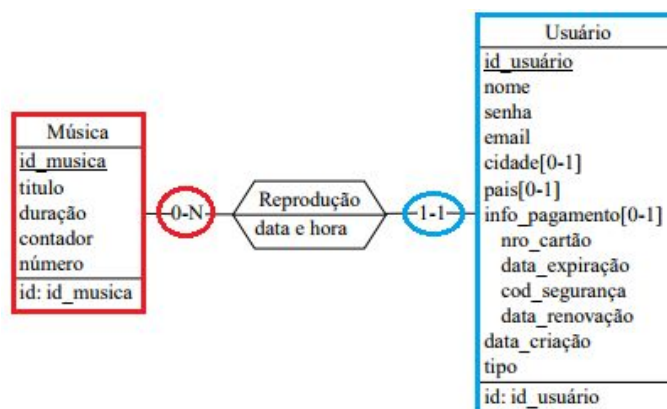 Música
id_musica
titulo
duração
contador
número
id: id_musica
0-N
Reprodução
data e hora
1-1
Usuário
id_usuário
nome
senha
email
cidade[0-1]
pais[0-1]
info_pagamento[0-1]
nro_cartão
data_expiração
cod_segurança
data_renovação
data_criação
tipo
id: id_usuário